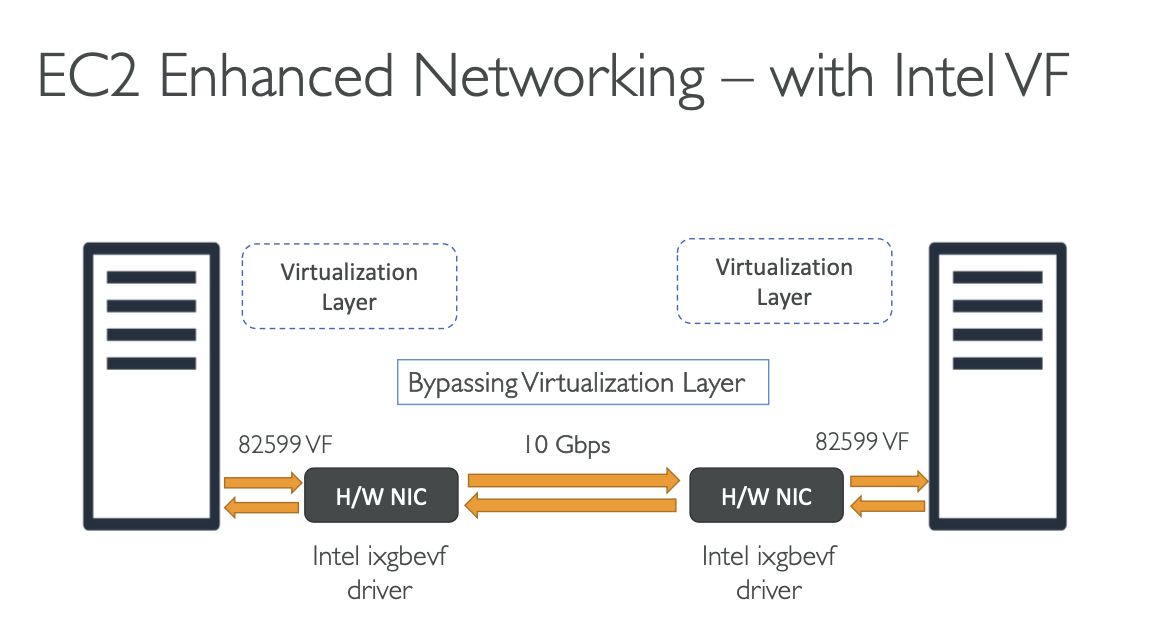 EC2 Enhanced Networking – with Intel VF
Virtualization
Layer
Virtualization
Layer
Bypassing Virtualization Layer
82599 VF
10 Gbps
82599 VF
H/W NIC
H/W NIC
Intel ixgbevf
driver
Intel ixgbevf
driver